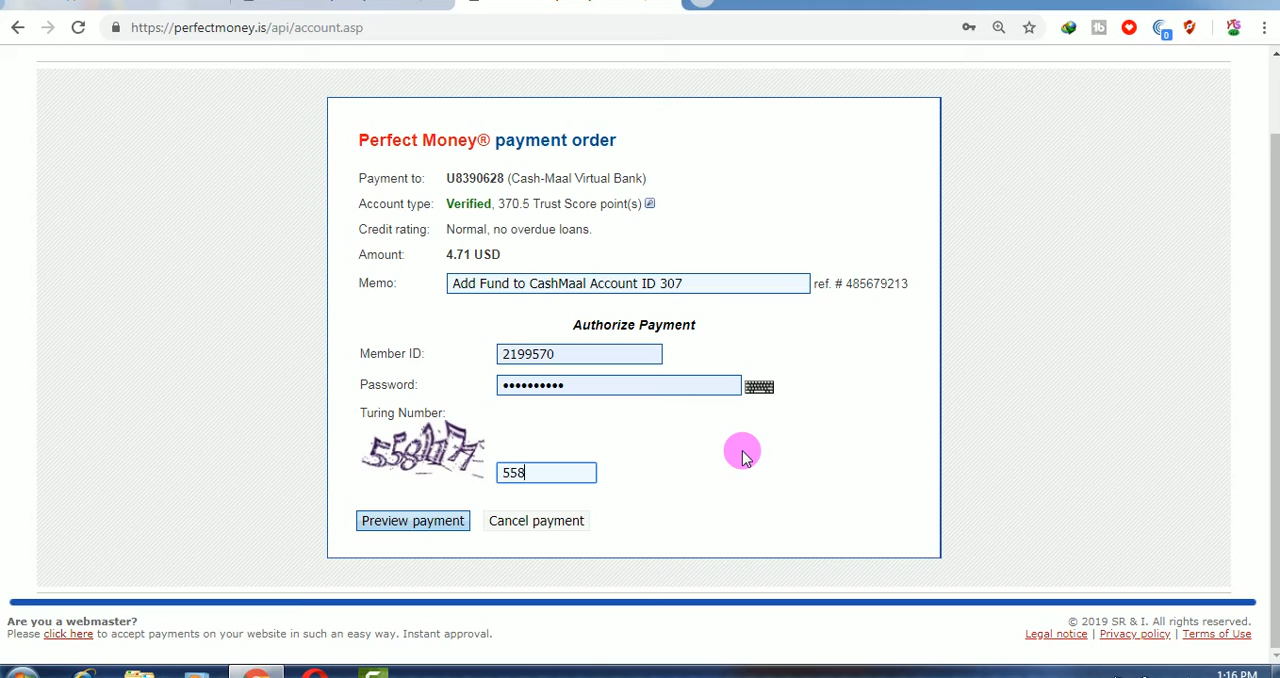 https://perfectmoney.is/api/account.asp
0
Perfect Money® payment order
Payment to: U8390628 (Cash-Maal Virtual Bank)
Account type: Verified, 370.5 Trust Score point(s)
Credit rating: Normal, no overdue loans.
Amount: 4.71 USD
Memo: Add Fund to CashMaal Account ID 307 ref. # 485679213
Authorize Payment
Member ID: 2199570
Password: ••••••••••
Turing Number:
558
Preview payment Cancel payment
Are you a webmaster?
Please click here to accept payments on your website in such an easy way. Instant approval.
© 2019 SR & I. All rights reserved.
Legal notice | Privacy policy | Terms of Use
1:16 PM